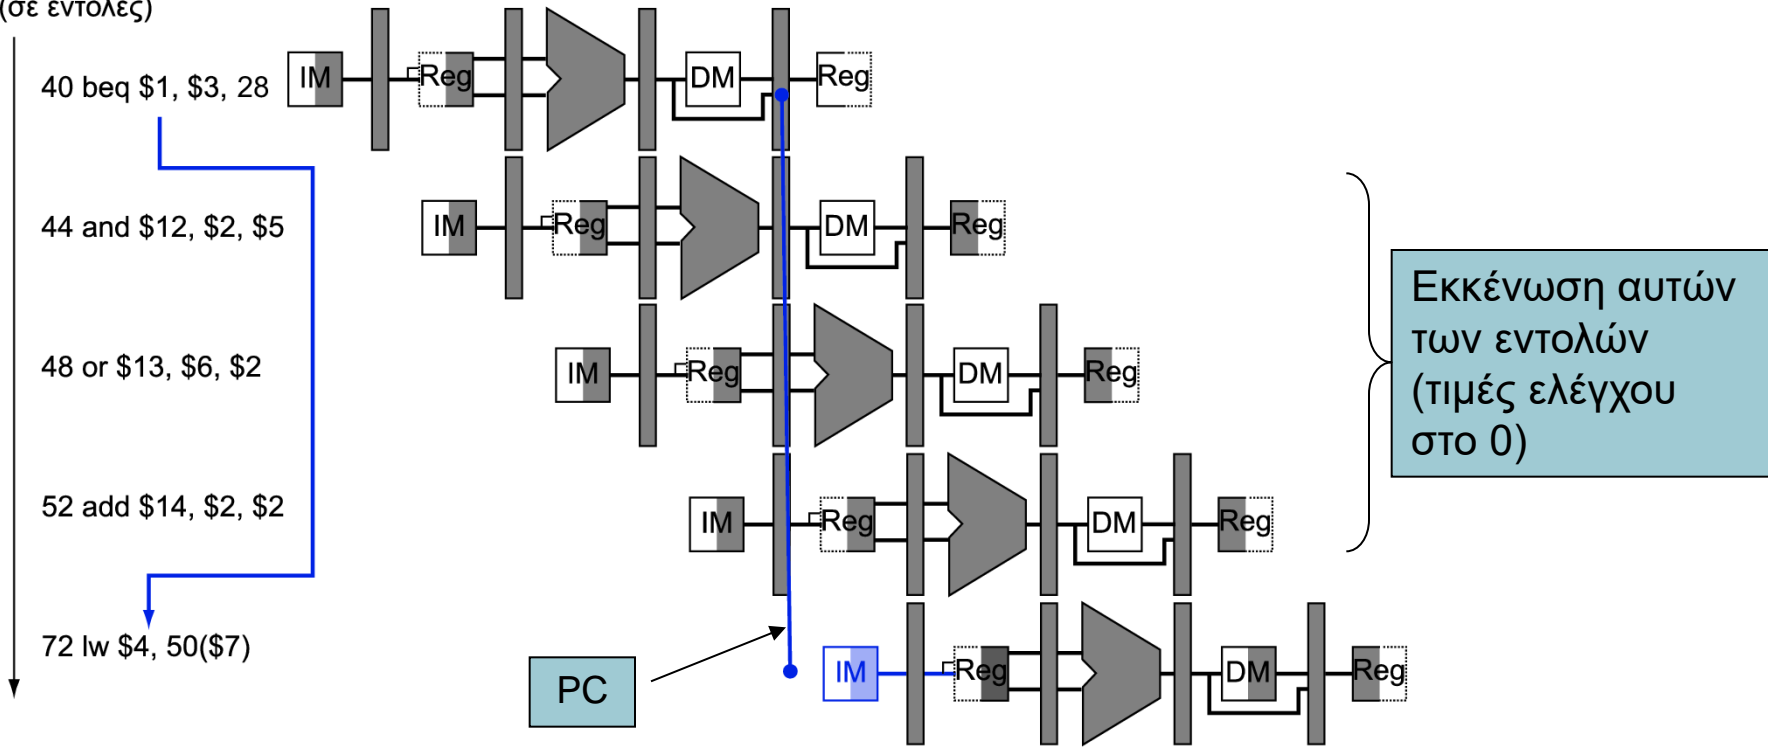 (σε εντολές)
40 beq $1, $3, 28
IM
Reg
DM
Reg
44 and $12, $2, $5
IM
Reg
DM
Reg
48 or $13, $6, $2
IM
Reg
DM
Reg
52 add $14, $2, $2
IM
Reg
DM
Reg
72 lw $4, 50($7)
IM
Reg
DM
Reg
Εκκένωση αυτών
των εντολών
(τιμές ελέγχου
στο 0)
PC